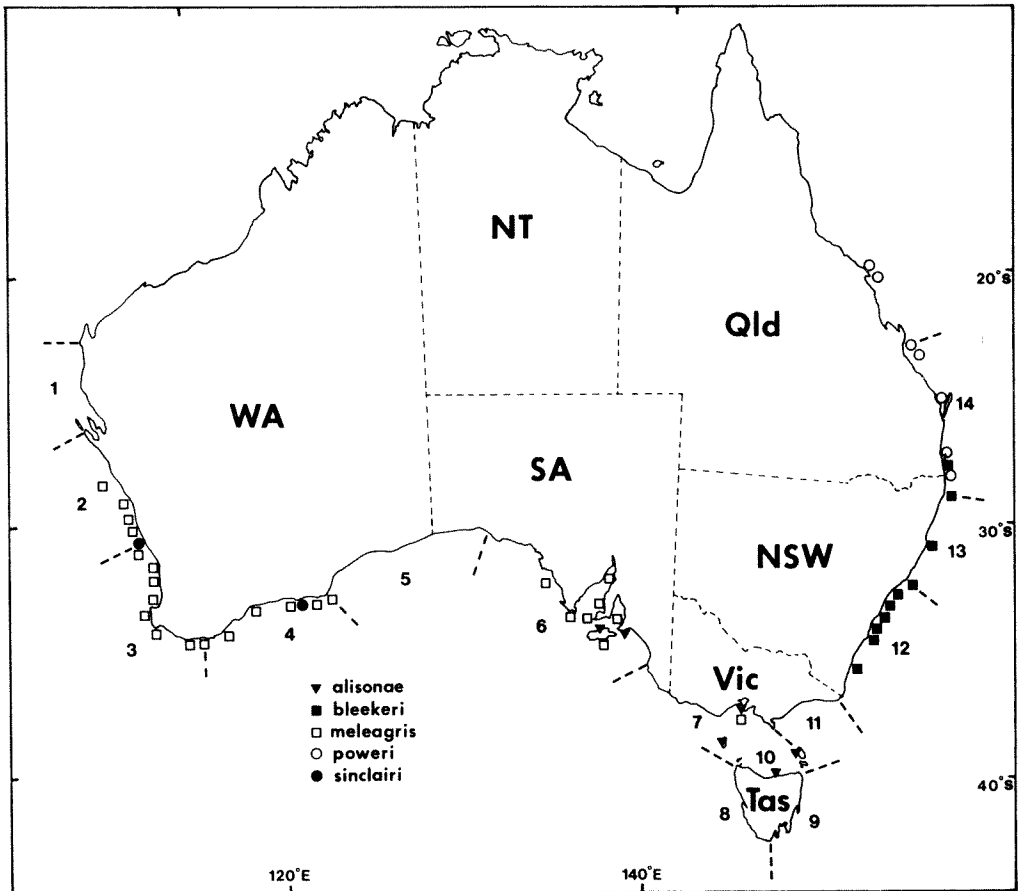 NT
20°S
Qld
1
WA
14
SA
2
30°S
NSW
13
5
6
4
3
12
Vic
alisonae
bleekeri
meleagris
poweri
sinclairi
7
11
10
Tas
8
9
40°S
120°E
140°E